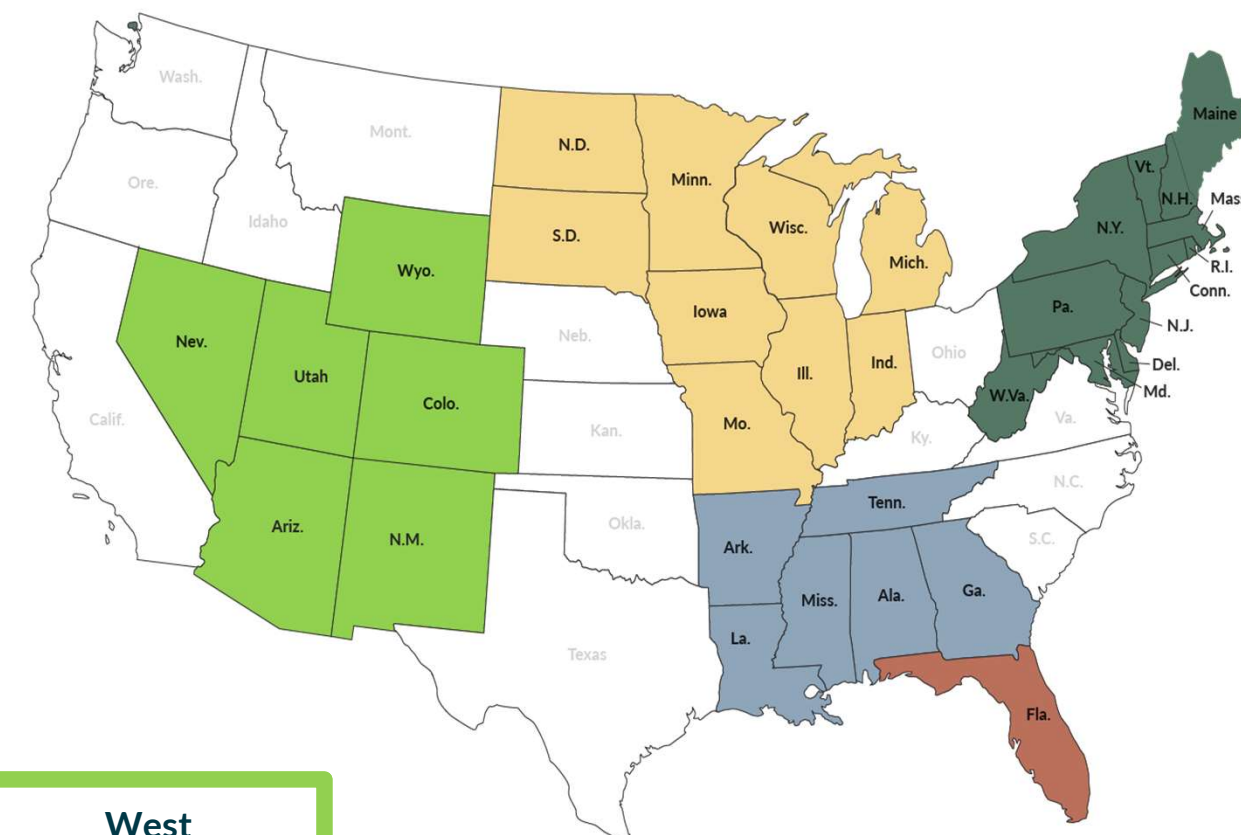 Wash.
Mont.
N.D.
Minn.
Maine
Ore.
Idaho
Vt.
N.H.
Mas
Wyo.
S.D.
Wisc.
Mich.
N.Y.
R.I.
Conn.
Nev.
Utah
Colo.
Neb.
Iowa
Ill.
Ind.
Ohio
Pa.
N.J.
Del.
Md.
W.Va.
Calif.
Kan.
Mo.
Ky.
Va.
Ariz.
N.M.
Okla.
Ark.
Tenn.
N.C.
S.C.
Texas
La.
Miss.
Ala.
Ga.
Fla.
West